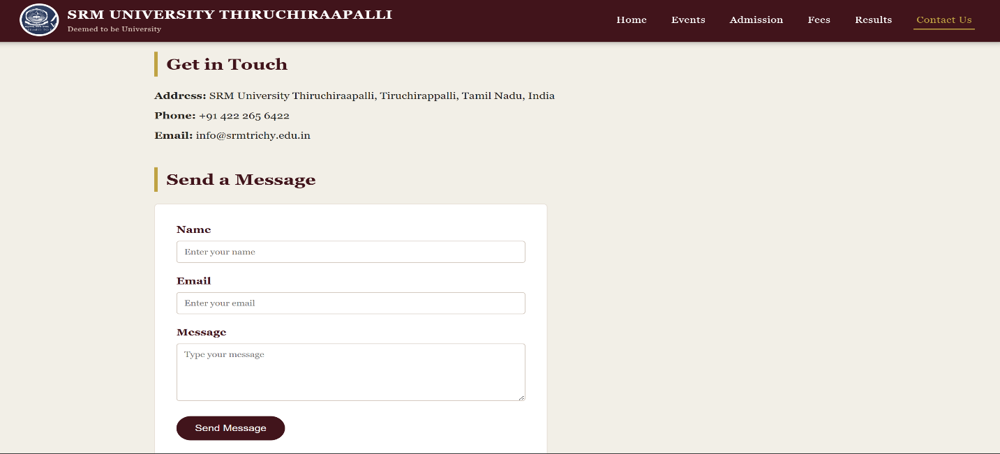 SRM UNIVERSITY THIRUCHIRAAPALLI
Deemed to be University
Home Events Admission Fees Results Contact Us
Get in Touch
Address: SRM University Thiruchiraapalli, Tiruchirappalli, Tamil Nadu, India
Phone: +91 422 265 6422
Email: info@srmtrichy.edu.in
Send a Message
Name
Enter your name
Email
Enter your email
Message
Type your message
Send Message